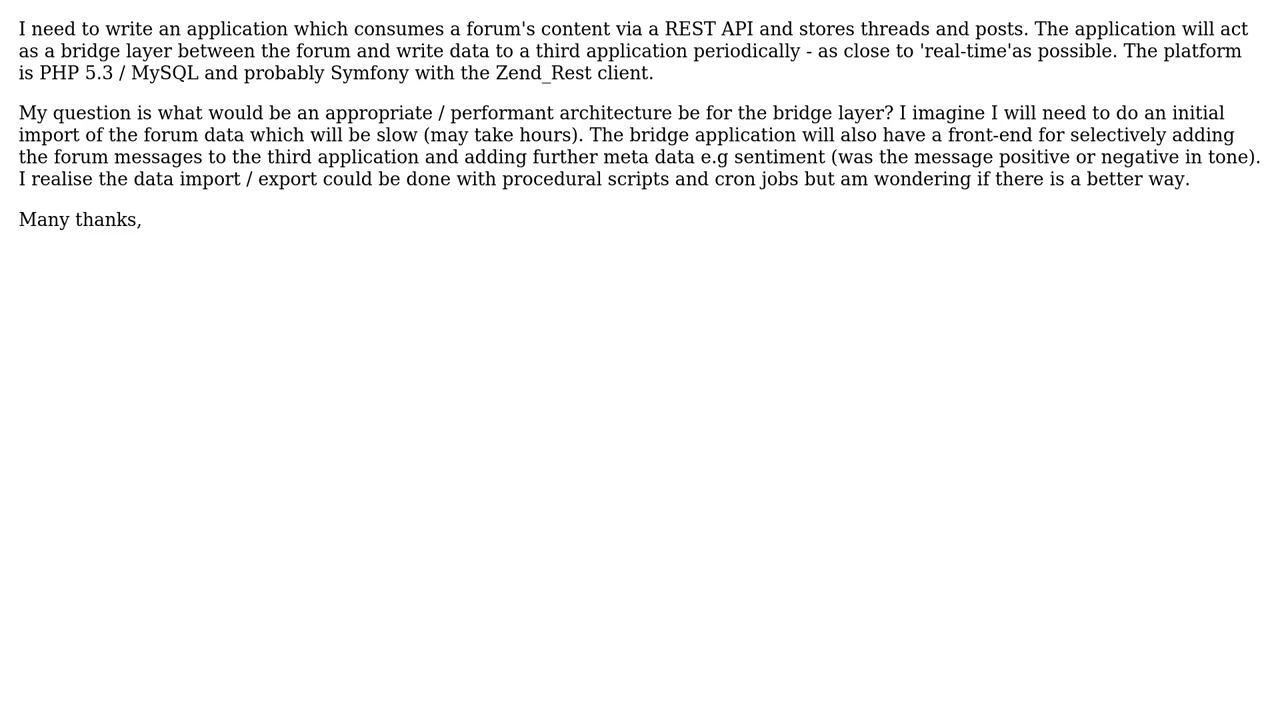 I need to write an application which consumes a forum's content via a REST API and stores threads and posts. The application will act
as a bridge layer between the forum and write data to a third application periodically - as close to 'real-time'as possible. The platform
is PHP 5.3 / MySQL and probably Symfony with the Zend_Rest client.
My question is what would be an appropriate / performant architecture be for the bridge layer? I imagine I will need to do an initial
import of the forum data which will be slow (may take hours). The bridge application will also have a front-end for selectively adding
the forum messages to the third application and adding further meta data e.g sentiment (was the message positive or negative in tone).
I realise the data import / export could be done with procedural scripts and cron jobs but am wondering if there is a better way.
Many thanks,